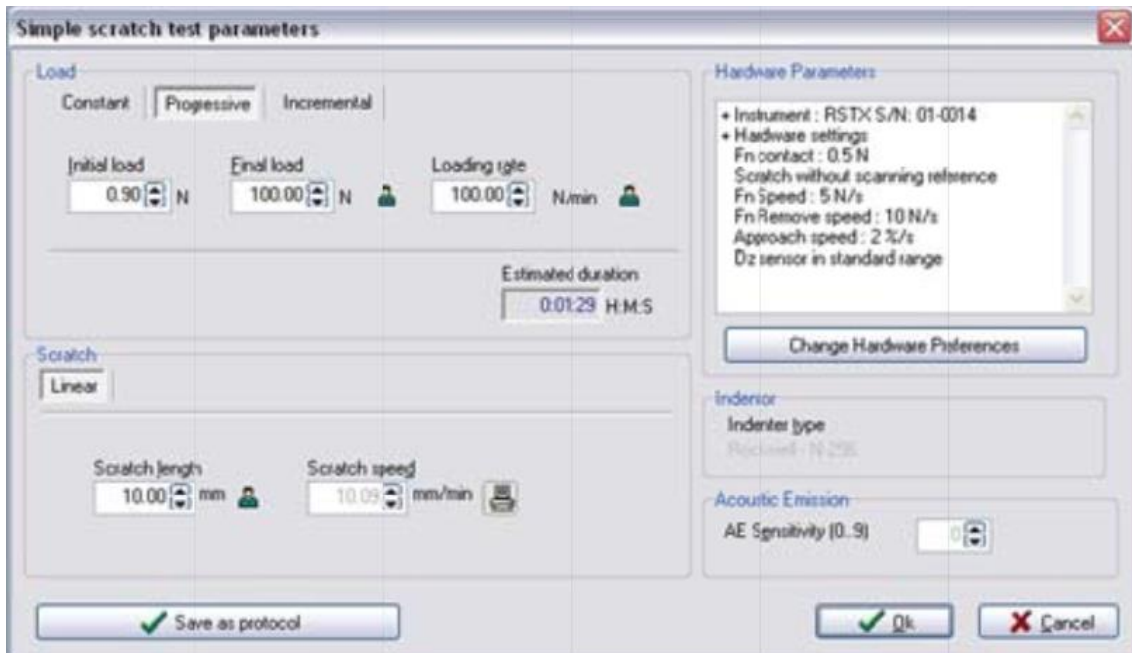 Simple scratch test parameters
Load
Constant Progressive Incremental
Initial load Final load Loading rate
0.90 N 100.00 N 100.00 N/min
Estimated duration
0:01:29 H:M:S
Scratch
Linear
Scratch length Scratch speed
10.00 mm 10.09 mm/min
Save as protocol
Hardware Parameters
+ Instrument : RSTX S/N: 01-0014
+ Hardware settings
Fn contact : 0.5 N
Scratch without scanning reference
Fn Speed : 5 N/s
Fn Remove speed : 10 N/s
Approach speed : 2 %/s
Dz sensor in standard range
Change Hardware Preferences
Indentor
Indenter type
Rockwell - N-296
Acoustic Emission
AE Sensitivity (0..9) 0
Ok Cancel